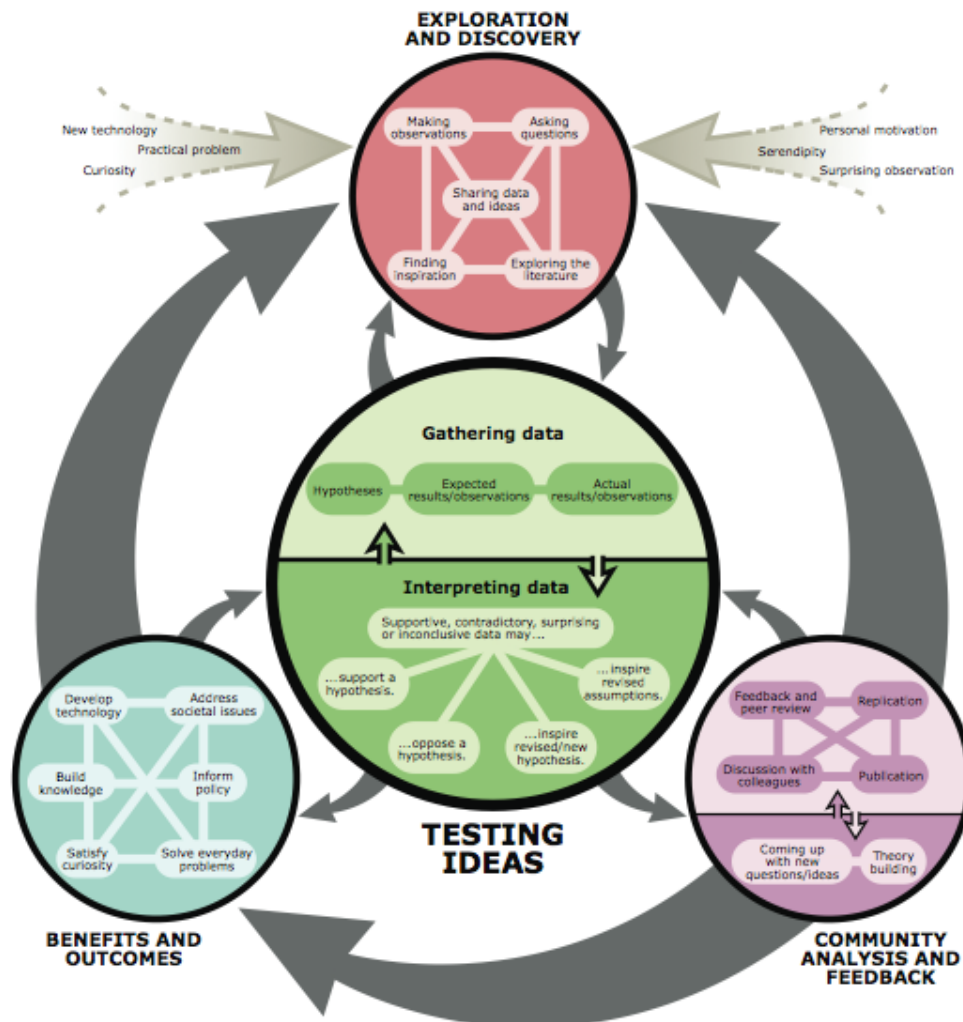 EXPLORATION
AND DISCOVERY
New technology
Practical problem
Curiosity
Personal motivation
Serendipity
Surprising observation
Making
observations
Asking
questions
Sharing data
and ideas
Finding
inspiration
Exploring the
literature
Gathering data
Hypotheses
Expected
results/observations
Actual
results/observations
Interpreting data
Supportive, contradictory, surprising
or inconclusive data may...
...support a
hypothesis.
...inspire
revised
assumptions.
...oppose a
hypothesis.
...inspire
revised/new
hypothesis.
TESTING
IDEAS
Develop
technology
Address
societal issues
Build
knowledge
Inform
policy
Satisfy
curiosity
Solve everyday
problems
BENEFITS AND
OUTCOMES
Feedback and
peer review
Replication
Discussion with
colleagues
Publication
Coming up
with new
questions/ideas
Theory
building
COMMUNITY
ANALYSIS AND
FEEDBACK